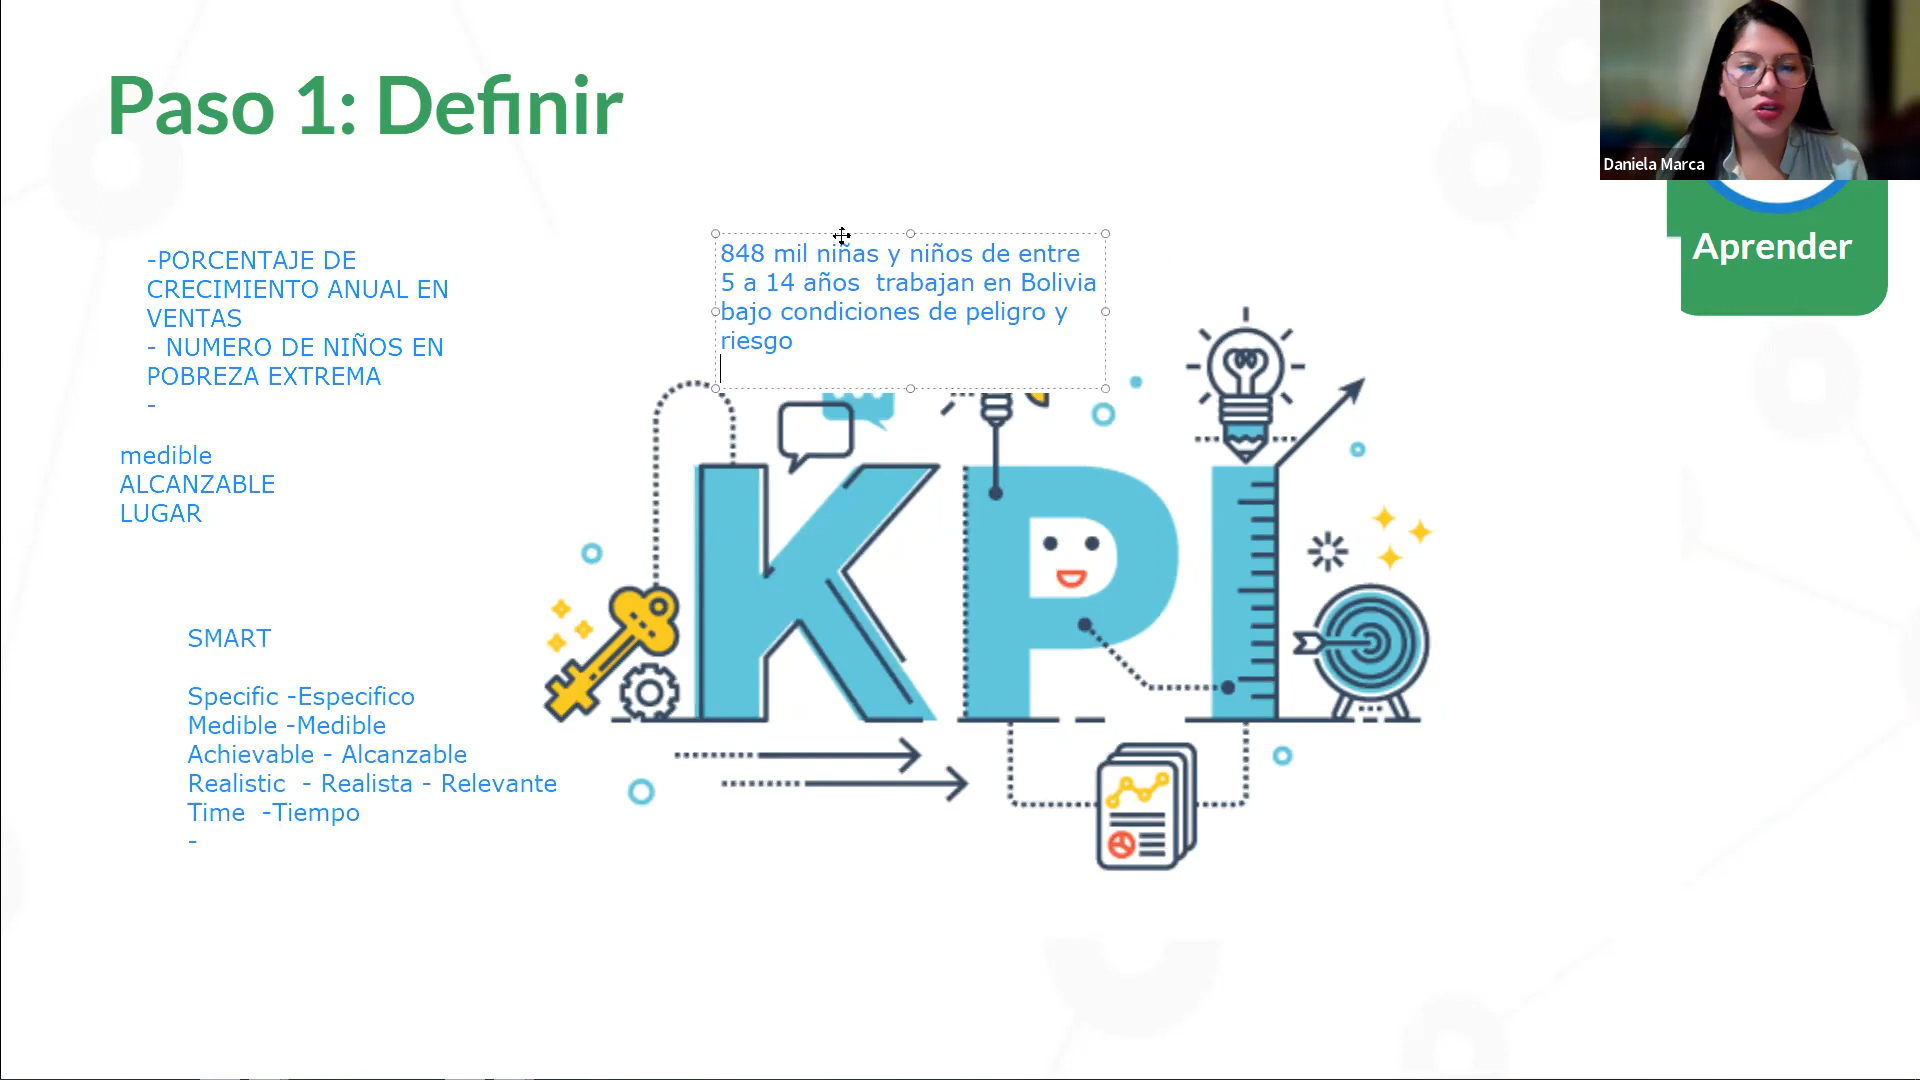 Paso 1: Definir
Daniela Marca
Aprender
-PORCENTAJE DE
CRECIMIENTO ANUAL EN
VENTAS
- NUMERO DE NIÑOS EN
POBREZA EXTREMA
-
848 mil niñas y niños de entre
5 a 14 años  trabajan en Bolivia
bajo condiciones de peligro y
riesgo
medible
ALCANZABLE
LUGAR
KPI
SMART
Specific -Especifico
Medible -Medible
Achievable - Alcanzable
Realistic  - Realista - Relevante
Time  -Tiempo
-